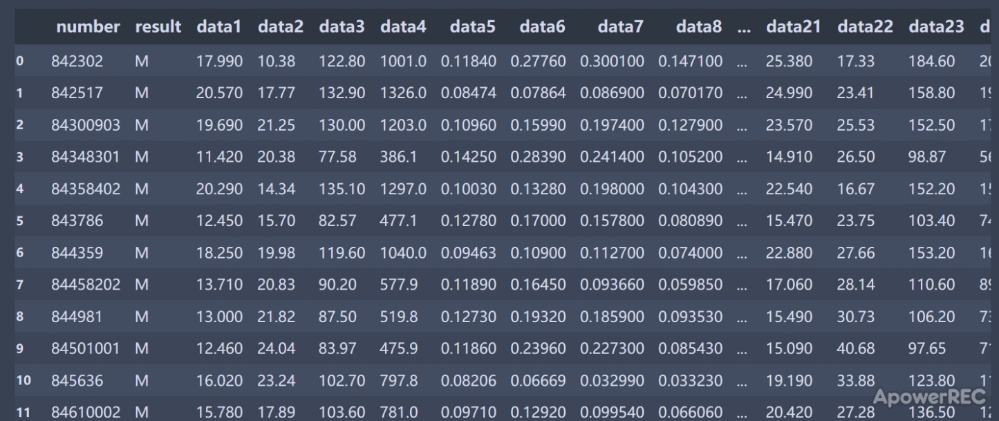 number result data1 data2 data3 data4 data5 data6 data7 data8 ... data21 data22 data23
0 842302 M 17.990 10.38 122.80 1001.0 0.11840 0.27760 0.300100 0.147100 ... 25.380 17.33 184.60
1 842517 M 20.570 17.77 132.90 1326.0 0.08474 0.07864 0.086900 0.070170 ... 24.990 23.41 158.80
2 84300903 M 19.690 21.25 130.00 1203.0 0.10960 0.15990 0.197400 0.127900 ... 23.570 25.53 152.50
3 84348301 M 11.420 20.38 77.58 386.1 0.14250 0.28390 0.241400 0.105200 ... 14.910 26.50 98.87
4 84358402 M 20.290 14.34 135.10 1297.0 0.10030 0.13280 0.198000 0.104300 ... 22.540 16.67 152.20
5 843786 M 12.450 15.70 82.57 477.1 0.12780 0.17000 0.157800 0.080890 ... 15.470 23.75 103.40
6 844359 M 18.250 19.98 119.60 1040.0 0.09463 0.10900 0.112700 0.074000 ... 22.880 27.66 153.20
7 84458202 M 13.710 20.83 90.20 577.9 0.11890 0.16450 0.093660 0.059850 ... 17.060 28.14 110.60
8 844981 M 13.000 21.82 87.50 519.8 0.12730 0.19320 0.185900 0.093530 ... 15.490 30.73 106.20
9 84501001 M 12.460 24.04 83.97 475.9 0.11860 0.23960 0.227300 0.085430 ... 15.090 40.68 97.65
10 845636 M 16.020 23.24 102.70 797.8 0.08206 0.06669 0.032990 0.033230 ... 19.190 33.88 123.80
ApowerREC
11 84610002 M 15.780 17.89 103.60 781.0 0.09710 0.12920 0.099540 0.066060 ... 20.420 27.28 136.50